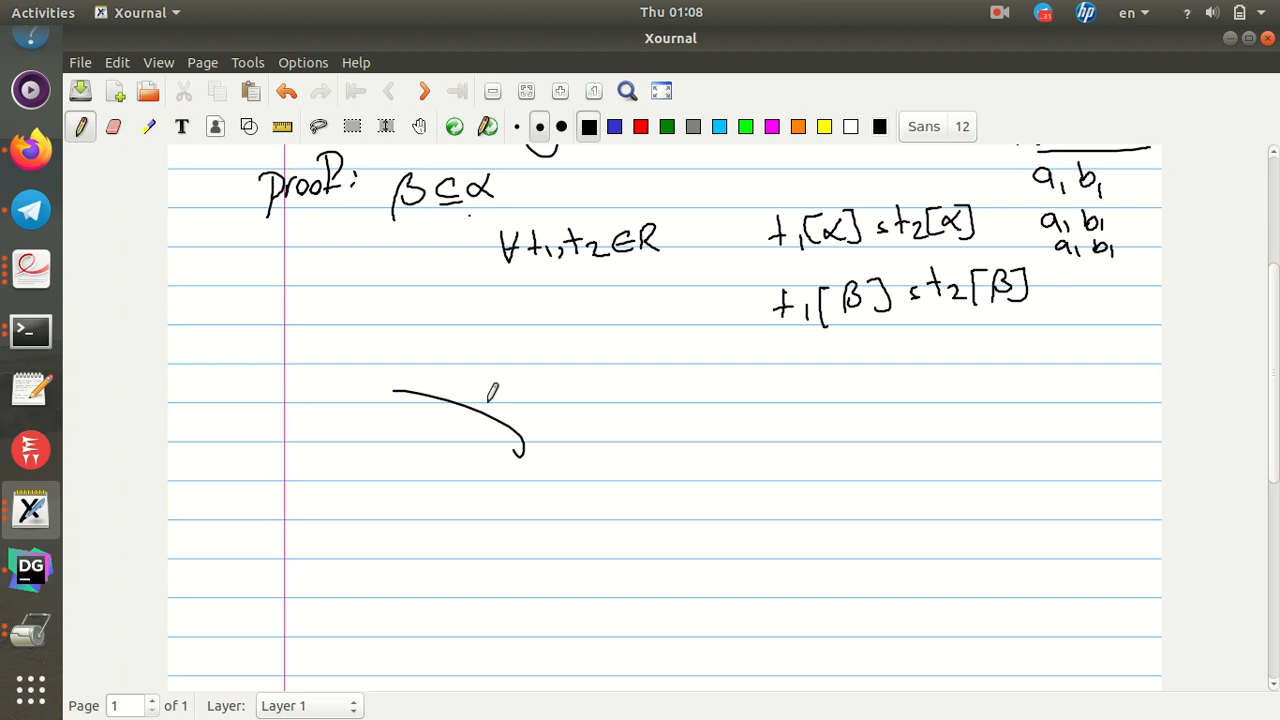 Activities Xournal Thu 01:08 en ?
Xournal
File Edit View Page Tools Options Help
T Sans 12
Proof: β ⊆ α
a₁ b₁
∀ t₁, t₂ ∈ R t₁[α] s t₂[α] a₁ b₁
a₁ b₁
t₁[β] s t₂[β]
DG
Page 1 of 1 Layer: Layer 1